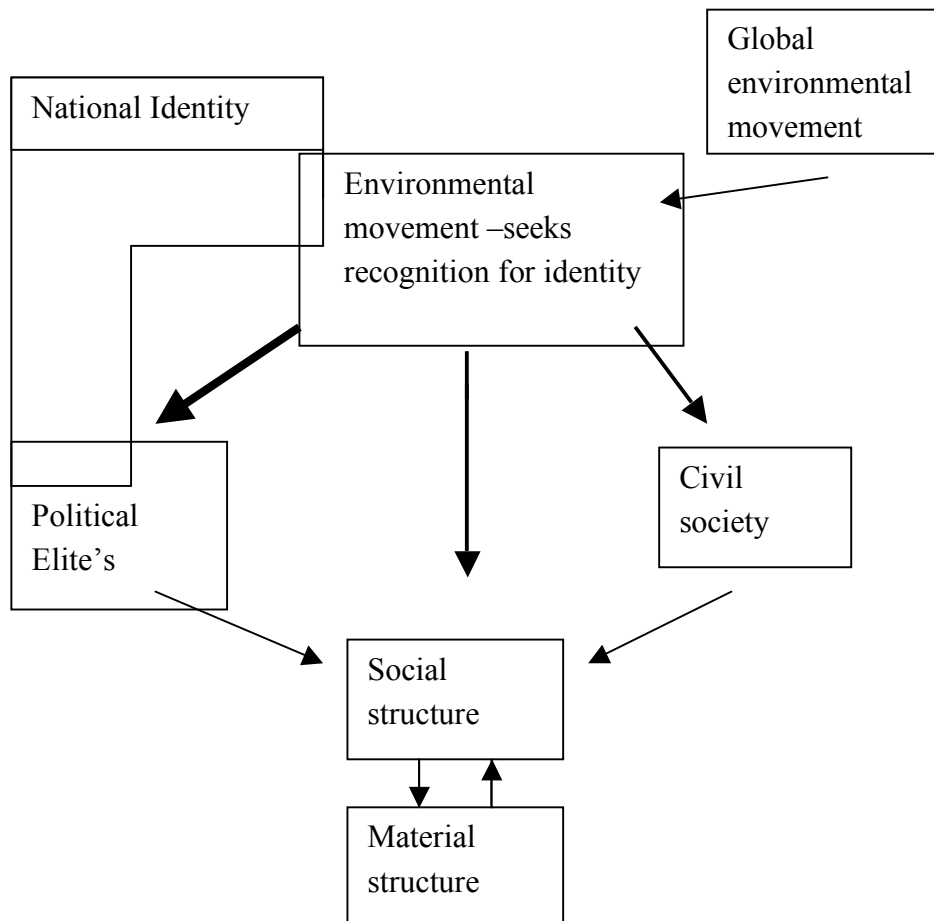 Global
environmental
movement
National Identity
Environmental
movement –seeks
recognition for identity
Political
Elite’s
Civil
society
Social
structure
Material
structure